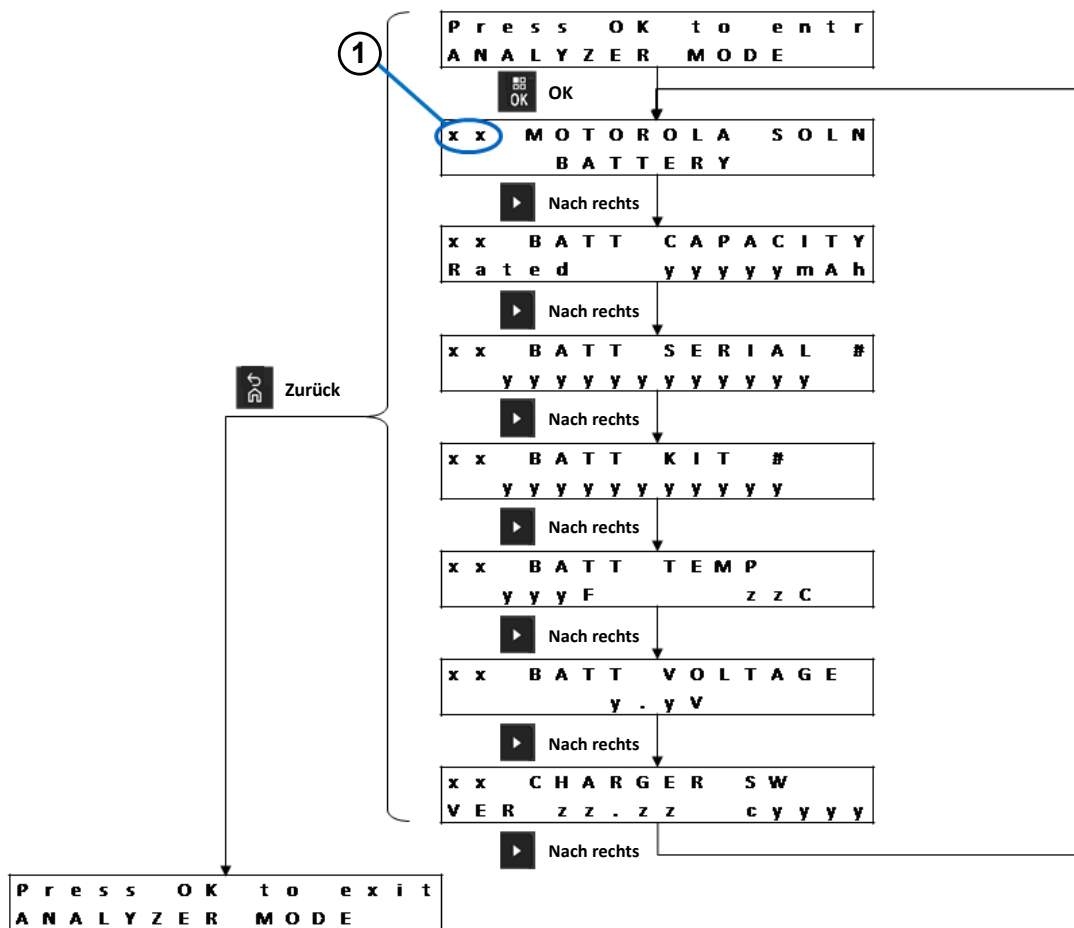 Press OK to entr
ANALYZER MODE
1
OK
OK
xx MOTOROLA SOLN
BATTERY
Nach rechts
xx BATT CAPACITY
Rated yyyyymAh
Nach rechts
xx BATT SERIAL #
yyyyyyyyyyyy
Zurück
Nach rechts
xx BATT KIT #
yyyyyyyyyyy
Nach rechts
xx BATT TEMP
yyyF zzC
Nach rechts
xx BATT VOLTAGE
y.yV
Nach rechts
xx CHARGER SW
VER zz.zz cyyyy
Nach rechts
Press OK to exit
ANALYZER MODE